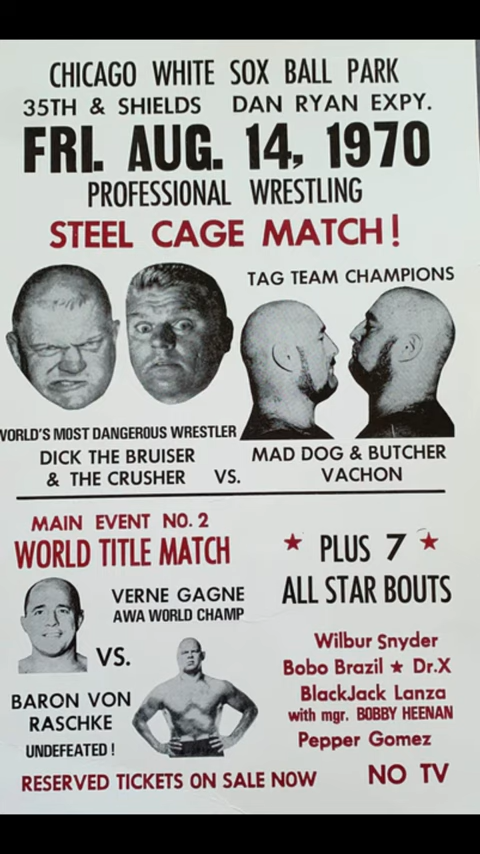 CHICAGO WHITE SOX BALL PARK
35TH & SHIELDS DAN RYAN EXPY.
FRI. AUG. 14, 1970
PROFESSIONAL WRESTLING
STEEL CAGE MATCH!
TAG TEAM CHAMPIONS
WORLD'S MOST DANGEROUS WRESTLER
DICK THE BRUISER
& THE CRUSHER VS.
MAD DOG & BUTCHER
VACHON
MAIN EVENT NO. 2
WORLD TITLE MATCH
VERNE GAGNE
AWA WORLD CHAMP
VS.
BARON VON
RASCHKE
UNDEFEATED!
★ PLUS 7 ★
ALL STAR BOUTS
Wilbur Snyder
Bobo Brazil ★ Dr.X
BlackJack Lanza
with mgr. BOBBY HEENAN
Pepper Gomez
RESERVED TICKETS ON SALE NOW
NO TV